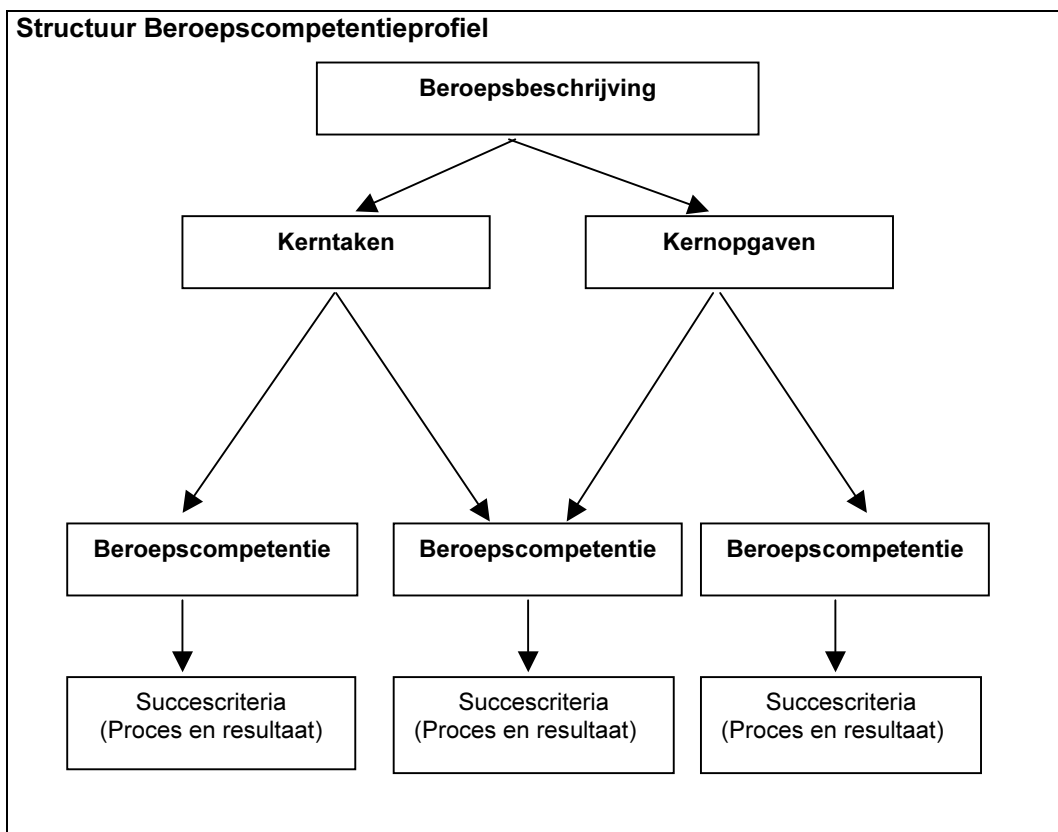 Structuur Beroepscompetentieprofiel
Beroepsbeschrijving
Kerntaken
Kernopgaven
Beroepscompetentie
Beroepscompetentie
Beroepscompetentie
Succescriteria
(Proces en resultaat)
Succescriteria
(Proces en resultaat)
Succescriteria
(Proces en resultaat)